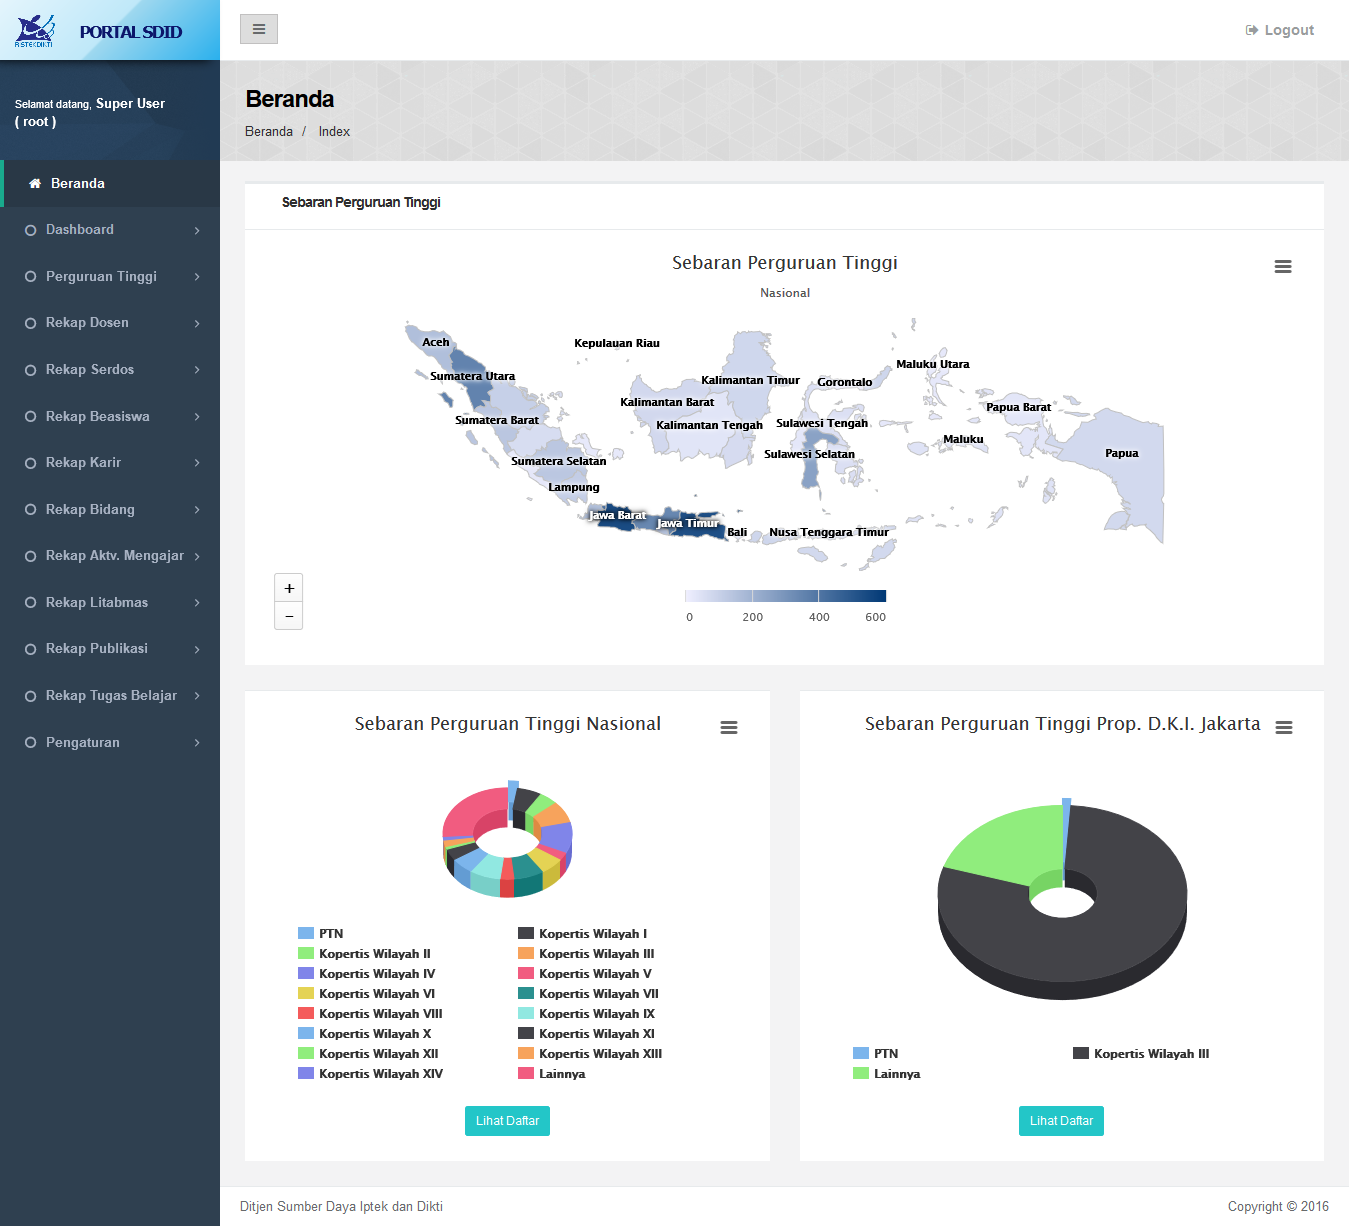 RISTEKDIKTI
PORTAL SDID
Logout
Selamat datang, Super User
( root )
Beranda
Beranda / Index
Beranda
Dashboard
Perguruan Tinggi
Rekap Dosen
Rekap Serdos
Rekap Beasiswa
Rekap Karir
Rekap Bidang
Rekap Aktv. Mengajar
Rekap Litabmas
Rekap Publikasi
Rekap Tugas Belajar
Pengaturan
Sebaran Perguruan Tinggi
Sebaran Perguruan Tinggi
Nasional
Aceh
Kepulauan Riau
Maluku Utara
Sumatera Utara
Kalimantan Timur
Gorontalo
Kalimantan Barat
Papua Barat
Sumatera Barat
Kalimantan Tengah
Sulawesi Tengah
Maluku
Sumatera Selatan
Sulawesi Selatan
Papua
Lampung
Jawa Barat
Jawa Timur
Bali
Nusa Tenggara Timur
+
−
0 200 400 600
Sebaran Perguruan Tinggi Nasional
PTN
Kopertis Wilayah I
Kopertis Wilayah II
Kopertis Wilayah III
Kopertis Wilayah IV
Kopertis Wilayah V
Kopertis Wilayah VI
Kopertis Wilayah VII
Kopertis Wilayah VIII
Kopertis Wilayah IX
Kopertis Wilayah X
Kopertis Wilayah XI
Kopertis Wilayah XII
Kopertis Wilayah XIII
Kopertis Wilayah XIV
Lainnya
Lihat Daftar
Sebaran Perguruan Tinggi Prop. D.K.I. Jakarta
PTN
Kopertis Wilayah III
Lainnya
Lihat Daftar
Ditjen Sumber Daya Iptek dan Dikti
Copyright © 2016